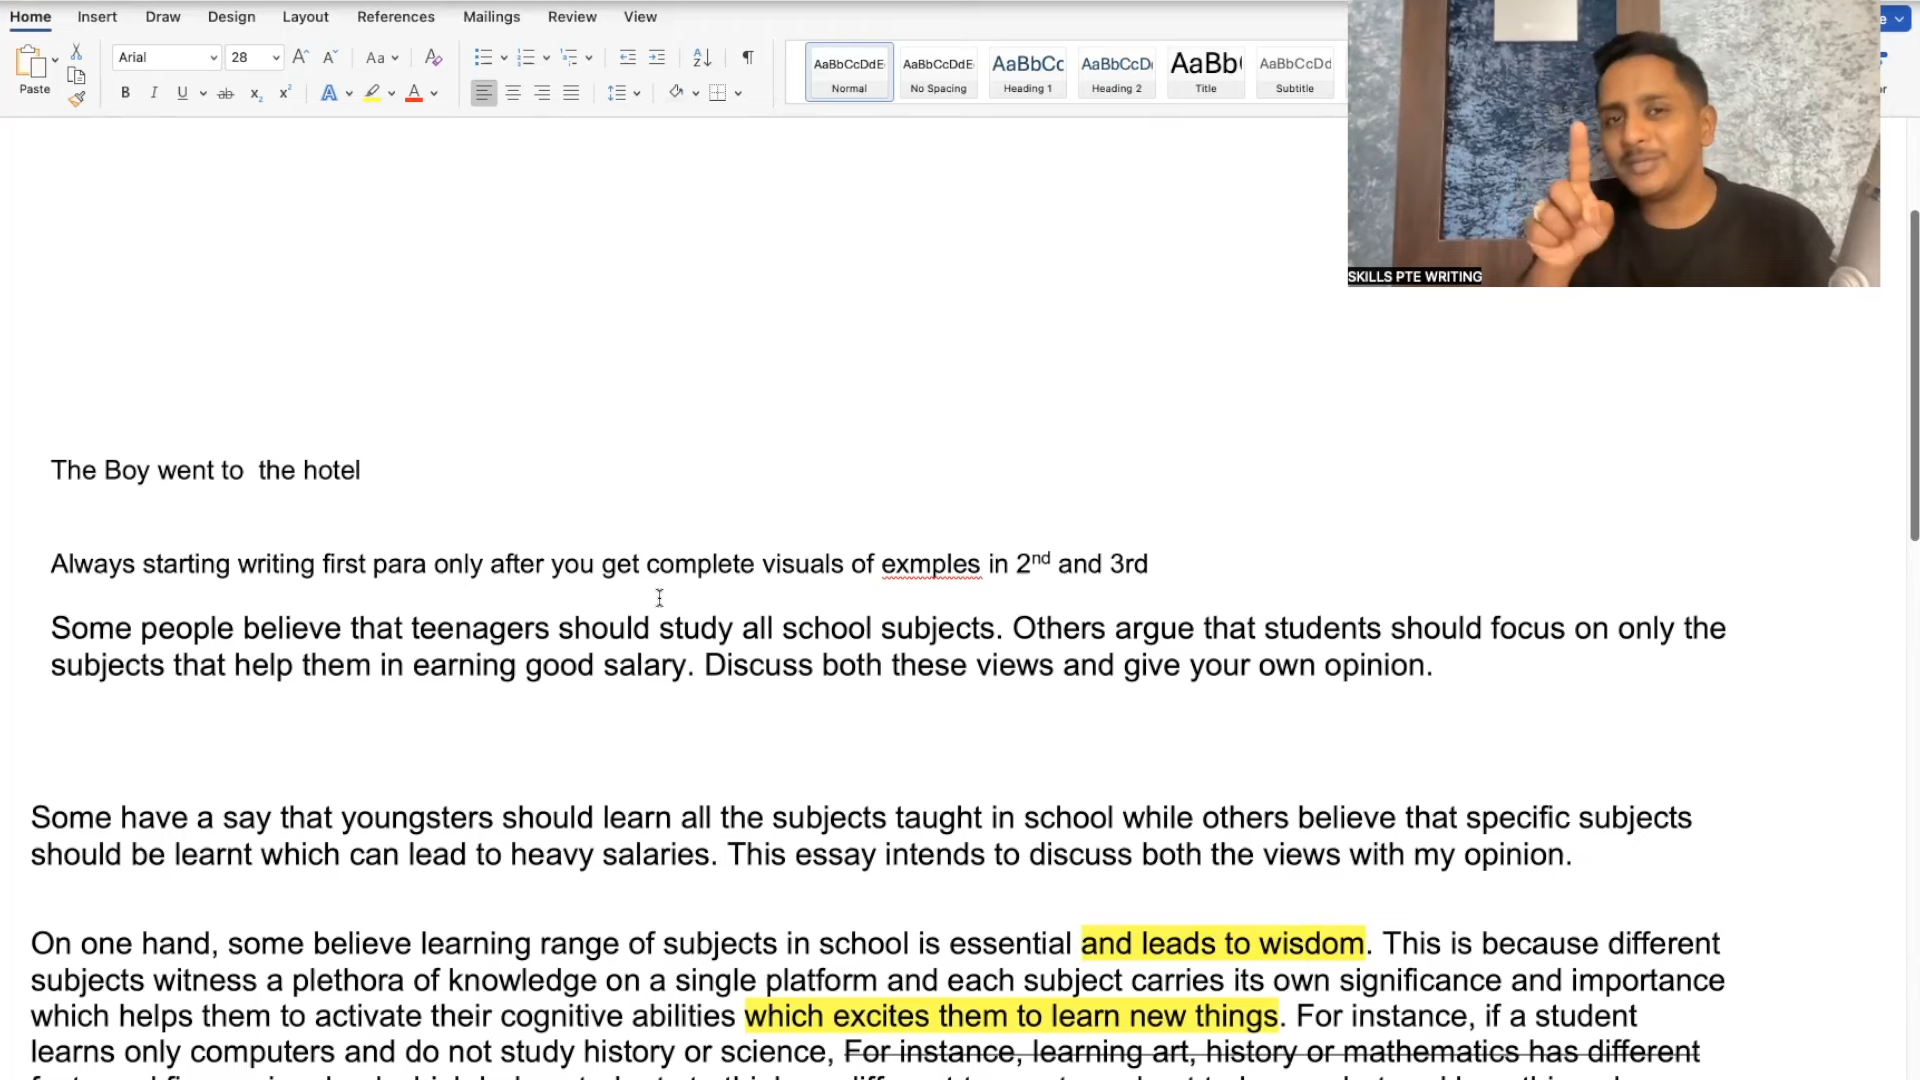 Home Insert Draw Design Layout References Mailings Review View
Paste
Arial 28
AaBbCcDdE AaBbCcDdE AaBbCc AaBbCcD AaBb AaBbCcDd
Normal No Spacing Heading 1 Heading 2 Title Subtitle
SKILLS PTE WRITING
The Boy went to the hotel
Always starting writing first para only after you get complete visuals of exmples in 2nd and 3rd
Some people believe that teenagers should study all school subjects. Others argue that students should focus on only the
subjects that help them in earning good salary. Discuss both these views and give your own opinion.
Some have a say that youngsters should learn all the subjects taught in school while others believe that specific subjects
should be learnt which can lead to heavy salaries. This essay intends to discuss both the views with my opinion.
On one hand, some believe learning range of subjects in school is essential and leads to wisdom. This is because different
subjects witness a plethora of knowledge on a single platform and each subject carries its own significance and importance
which helps them to activate their cognitive abilities which excites them to learn new things. For instance, if a student
learns only computers and do not study history or science, For instance, learning art, history or mathematics has different